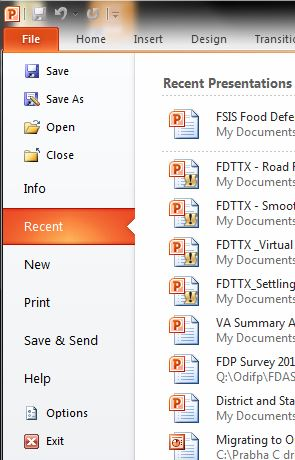 File Home Insert Design Transiti
Save
Save As
Open
Close
Info
Recent
New
Print
Save & Send
Help
Options
Exit
Recent Presentations
FSIS Food Defe
My Documents
FDTTX - Road F
My Documents
FDTTX - Smoot
My Documents
FDTTX _Virtual
My Documents
FDTTX_Settling
My Documents
VA Summary A
My Documents
FDP Survey 201
Q:\Odifp\FDAS
District and Sta
My Documents
Migrating to O
C:\Prabha C dr